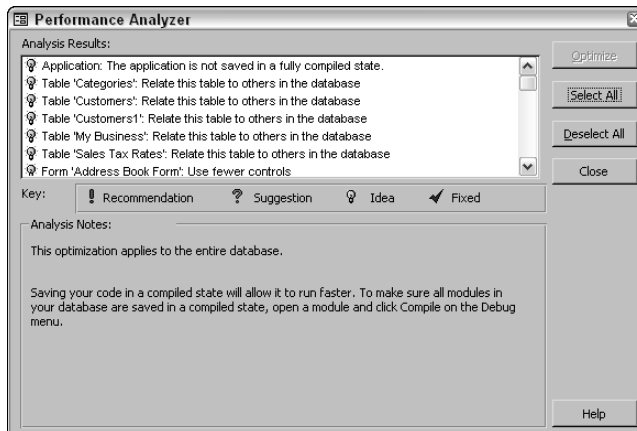 Performance Analyzer
Analysis Results:
Application: The application is not saved in a fully compiled state.
Table 'Categories': Relate this table to others in the database
Table 'Customers': Relate this table to others in the database
Table 'Customers1': Relate this table to others in the database
Table 'My Business': Relate this table to others in the database
Table 'Sales Tax Rates': Relate this table to others in the database
Form 'Address Book Form': Use fewer controls
Optimize
Select All
Deselect All
Close
Key: Recommendation Suggestion Idea Fixed
Analysis Notes:
This optimization applies to the entire database.
Saving your code in a compiled state will allow it to run faster. To make sure all modules in
your database are saved in a compiled state, open a module and click Compile on the Debug
menu.
Help